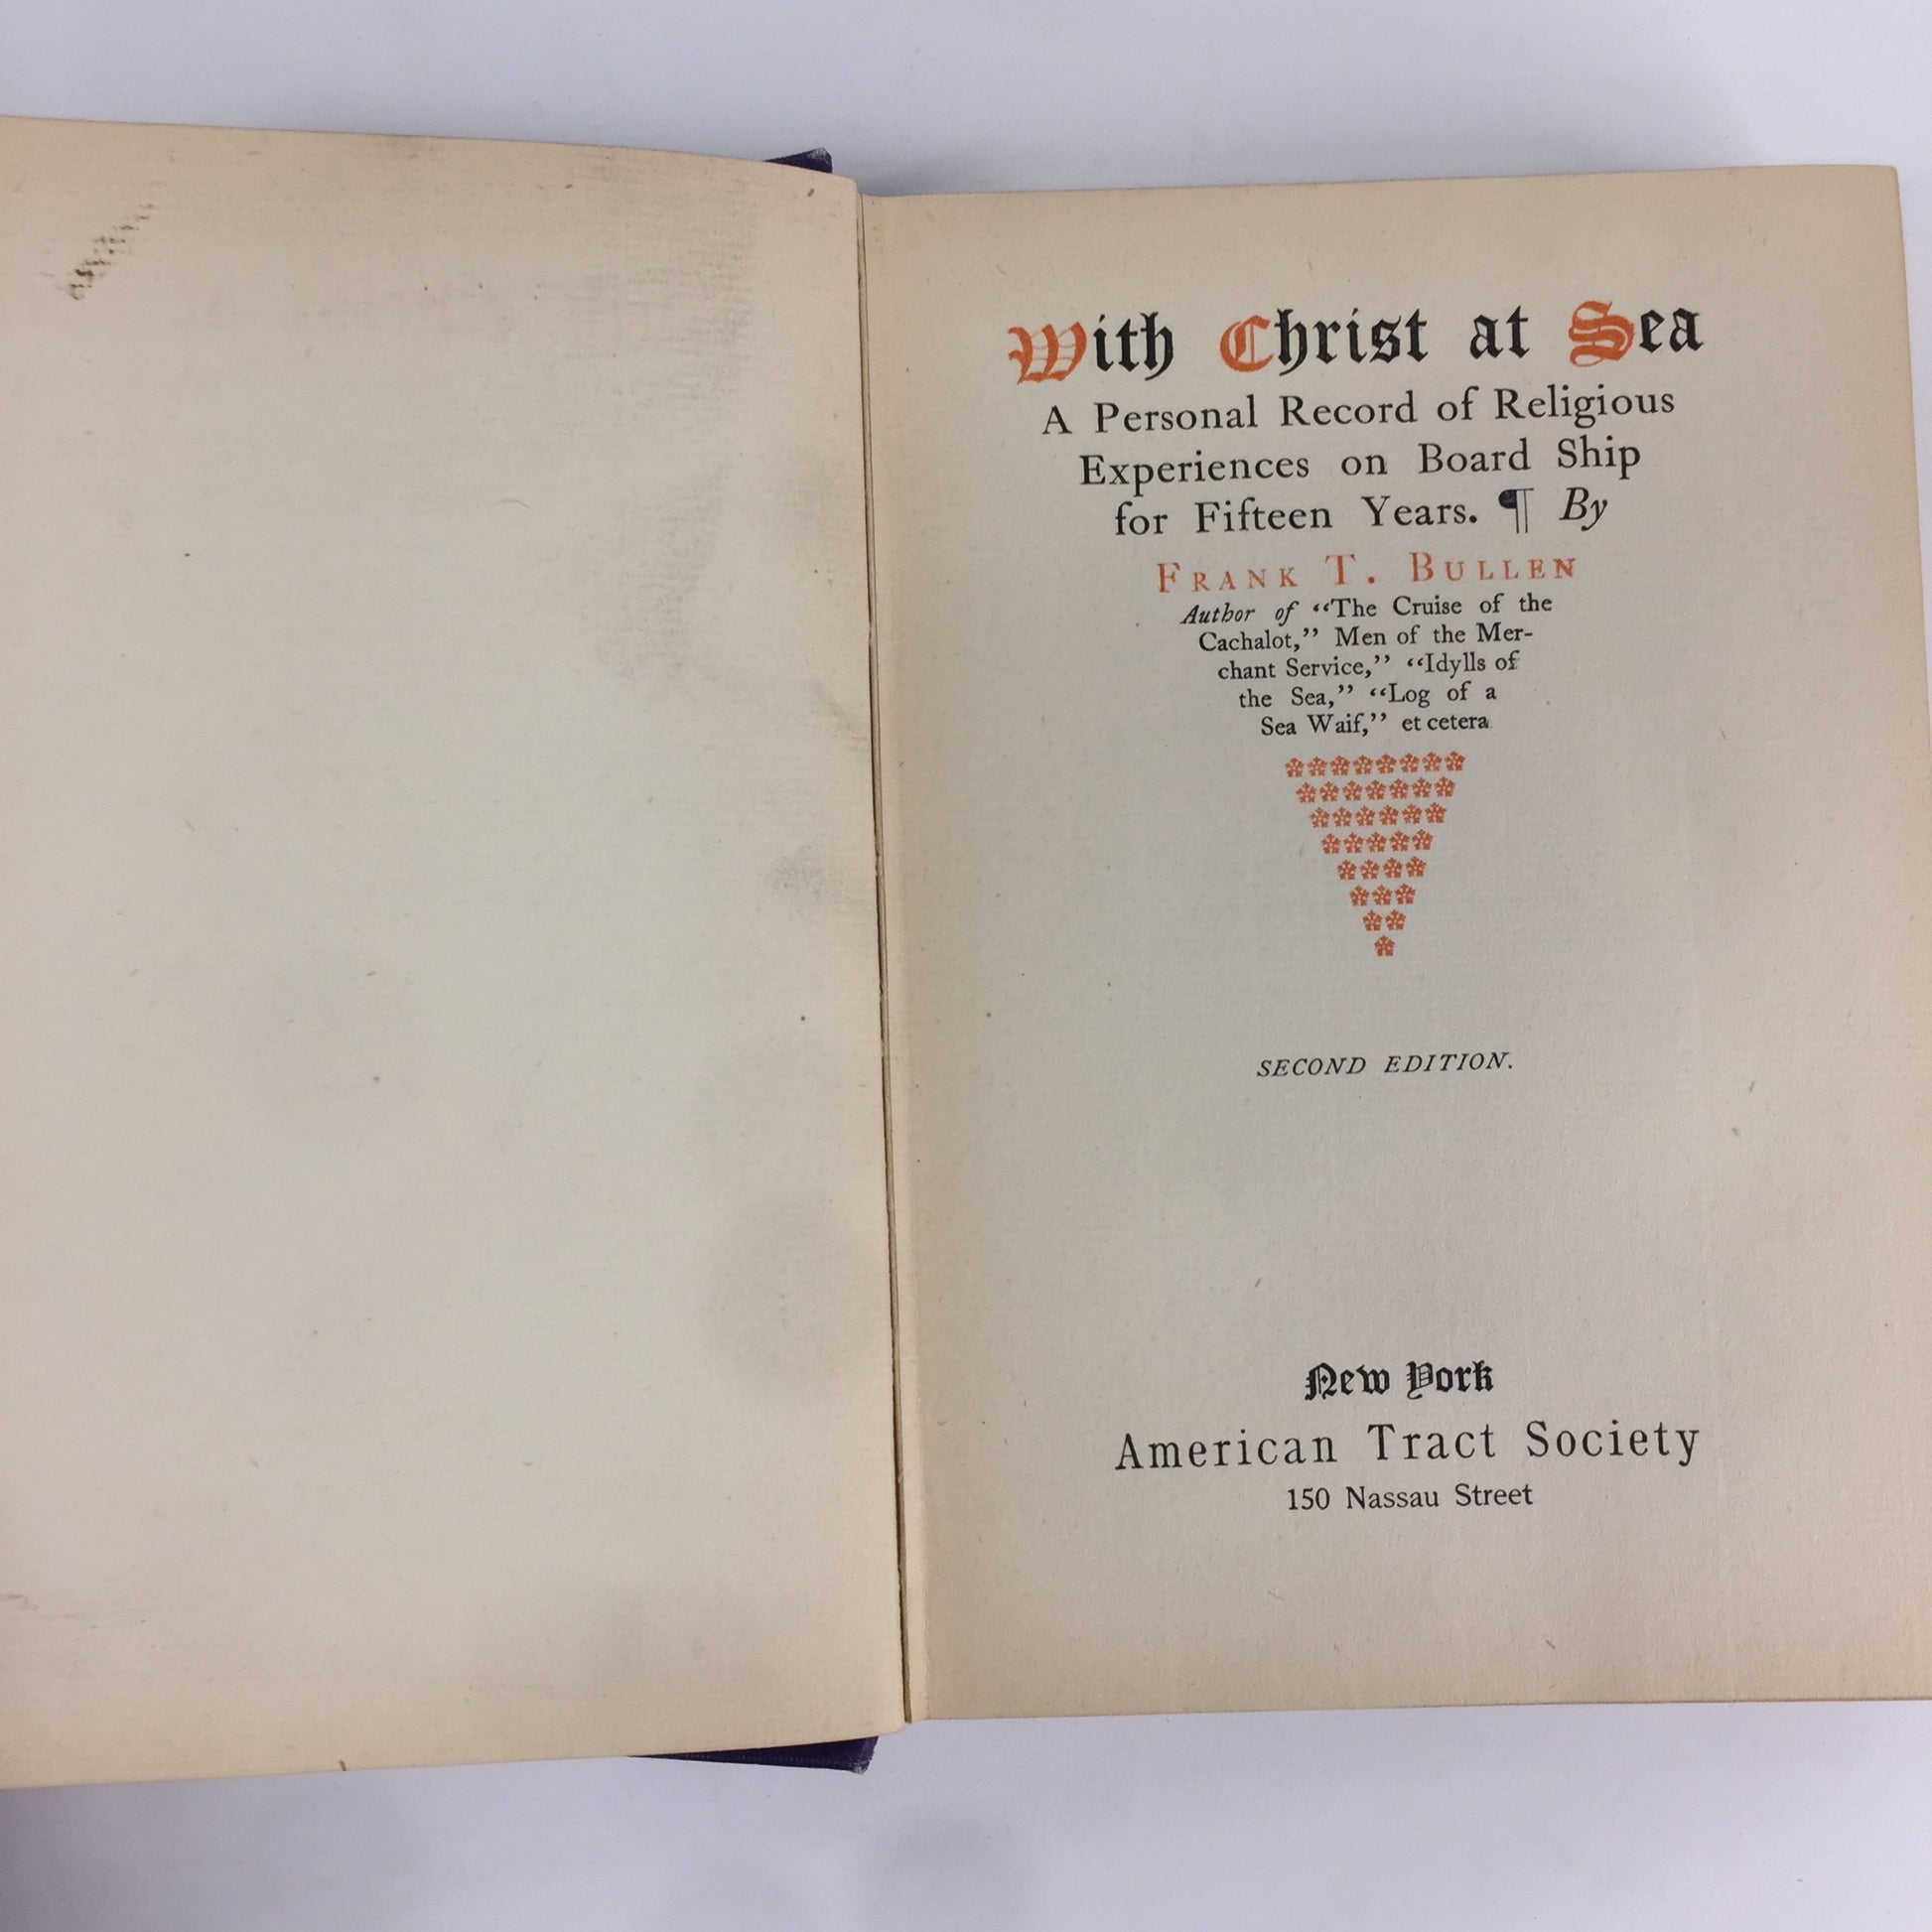 With Christ at Sea
A Personal Record of Religious
Experiences on Board Ship
for Fifteen Years. ¶ By
FRANK T. BULLEN
Author of “The Cruise of the
Cachalot,” Men of the Mer-
chant Service,” “Idylls of
the Sea,” “Log of a
Sea Waif,” et cetera
SECOND EDITION.
New York
American Tract Society
150 Nassau Street